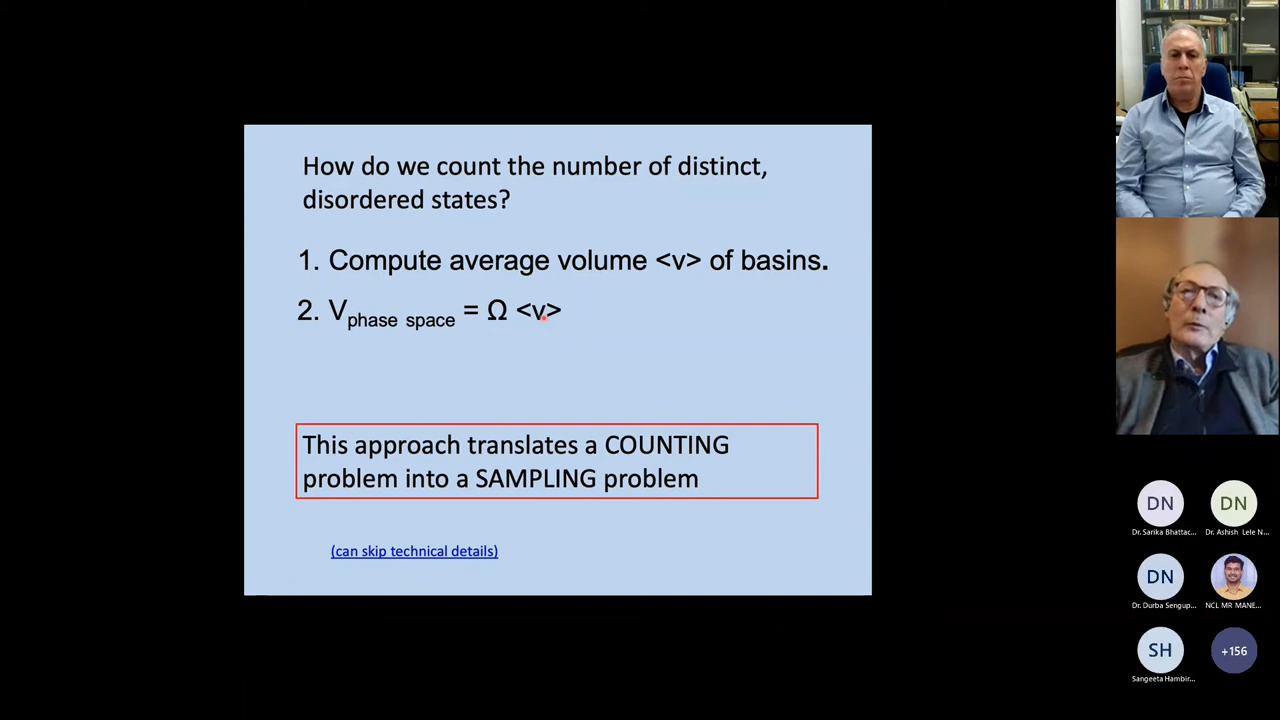 How do we count the number of distinct,
disordered states?
1. Compute average volume <v> of basins.
2. Vphase space = Ω <v>
This approach translates a COUNTING
problem into a SAMPLING problem
(can skip technical details)
DN
DN
Dr. Sarika Bhattac...
Dr. Ashish Lele N...
DN
Dr. Durba Sengup...
NCL MR MANE...
SH
+156
Sangeeta Hambir...